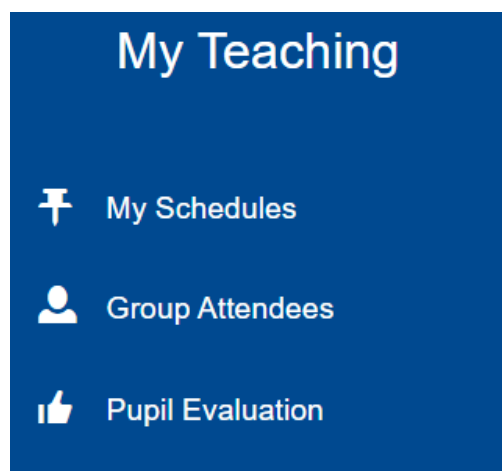 My Teaching
My Schedules
Group Attendees
Pupil Evaluation